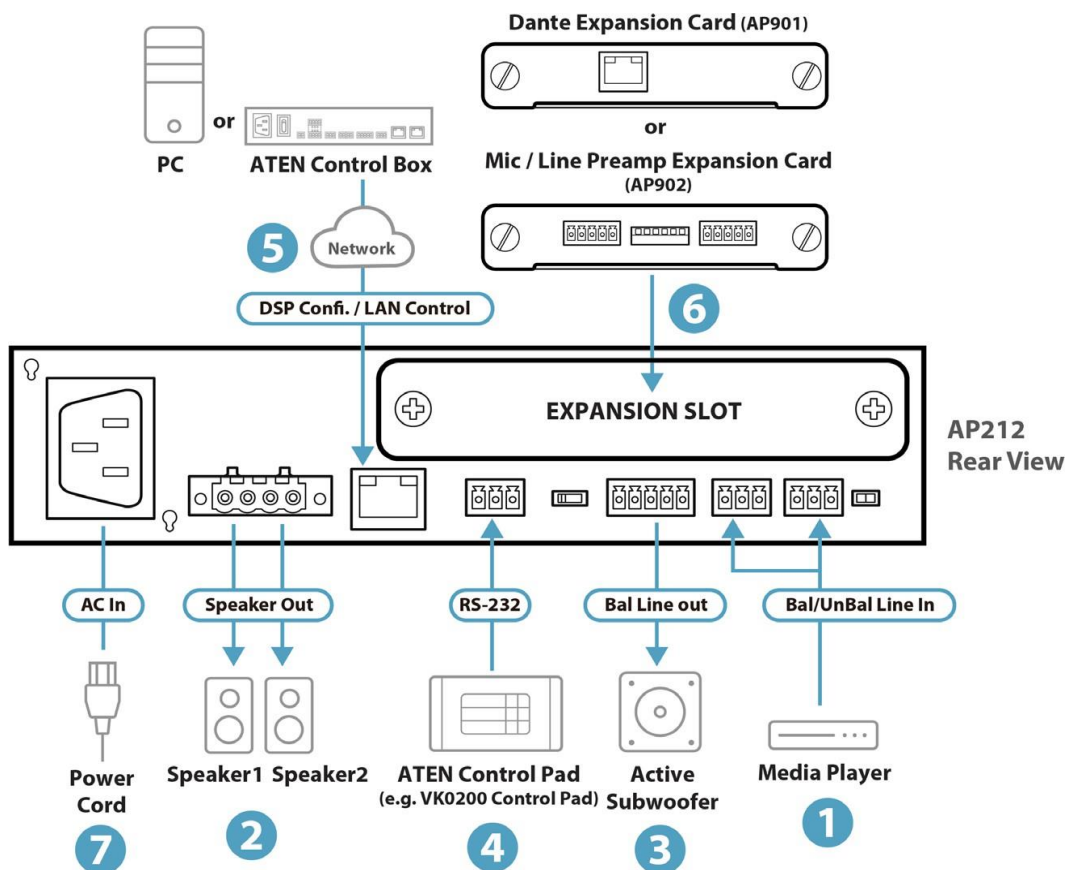 Dante Expansion Card (AP901)
or
PC
or
ATEN Control Box
Mic / Line Preamp Expansion Card
(AP902)
5
Network
6
DSP Confi. / LAN Control
EXPANSION SLOT
AP212
Rear View
AC In
Speaker Out
RS-232
Bal Line out
Bal/UnBal Line In
Power
Cord
Speaker1 Speaker2
ATEN Control Pad
(e.g. VK0200 Control Pad)
Active
Subwoofer
Media Player
7
2
4
3
1